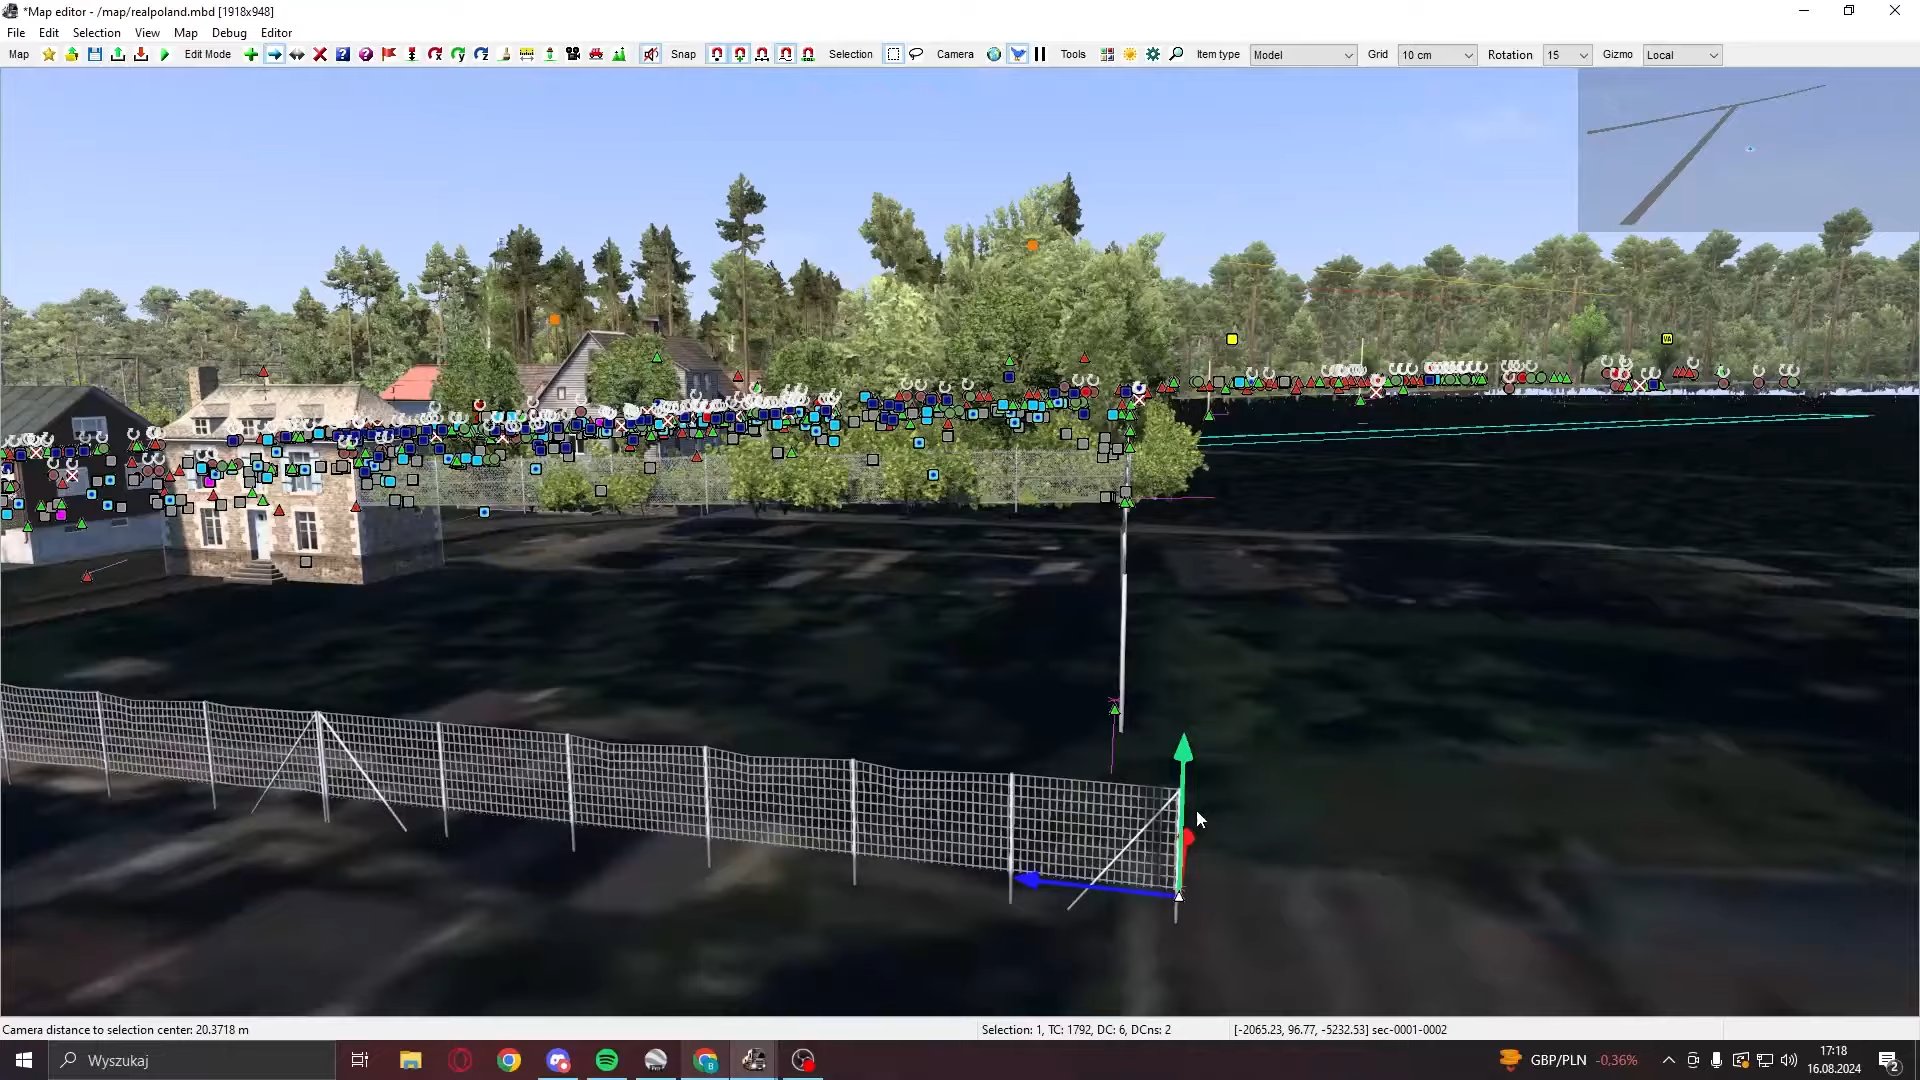 *Map editor - /map/realpoland.mbd [1918x948]
File Edit Selection View Map Debug Editor
Map Edit Mode Snap Selection Camera Tools Item type Model Grid 10 cm Rotation 15 Gizmo Local
Camera distance to selection center: 20.3718 m
Selection: 1, TC: 1792, DC: 6, DCns: 2
[-2065.23, 96.77, -5232.53] sec-0001-0002
Wyszukaj
GBP/PLN -0,36%
17:18
16.08.2024
2